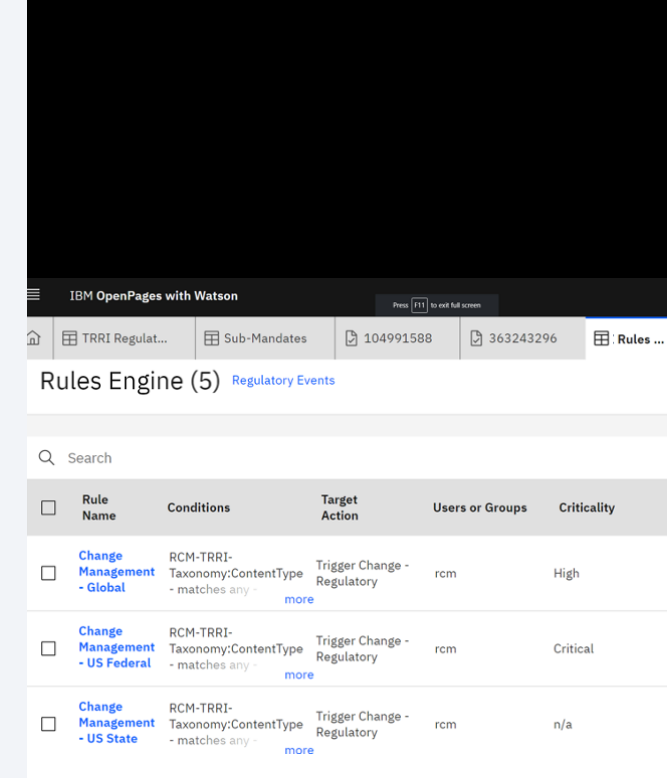 IBM OpenPages with Watson
Press F11 to exit full screen
TRRI Regulat...
Sub-Mandates
104991588
363243296
Rules ...
Rules Engine (5) Regulatory Events
Search
Rule Name
Conditions
Target Action
Users or Groups
Criticality
Change Management - Global
RCM-TRRI-
Taxonomy:ContentType
- matches any -
more
Trigger Change -
Regulatory
rcm
High
Change Management - US Federal
RCM-TRRI-
Taxonomy:ContentType
- matches any -
more
Trigger Change -
Regulatory
rcm
Critical
Change Management - US State
RCM-TRRI-
Taxonomy:ContentType
- matches any -
more
Trigger Change -
Regulatory
rcm
n/a